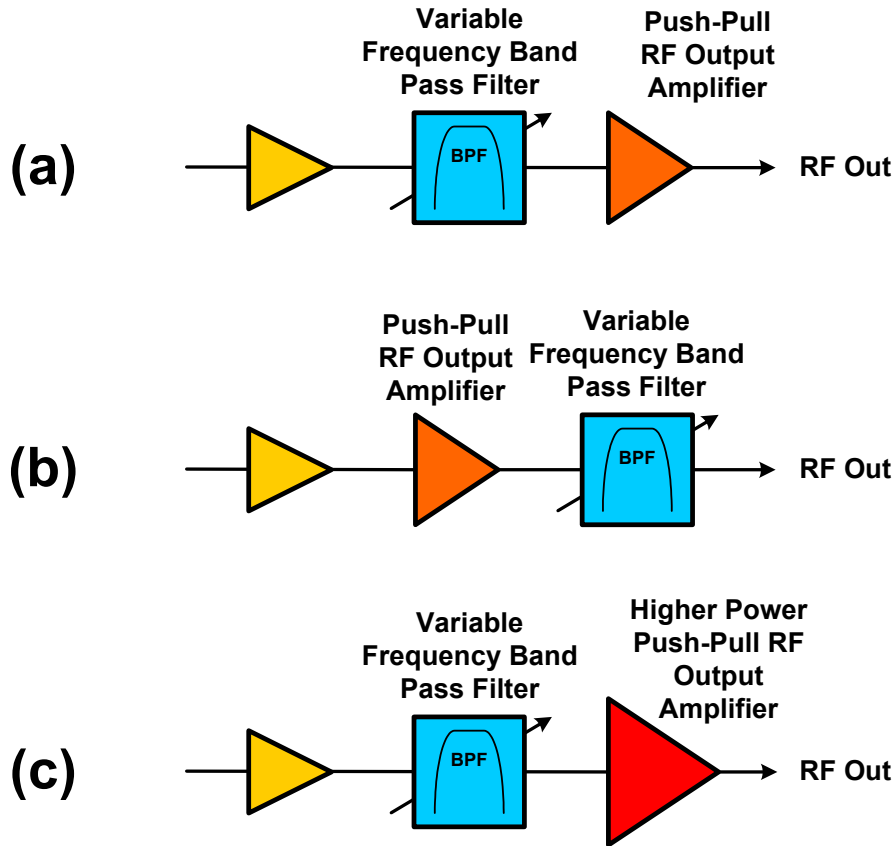 Variable
Frequency Band
Pass Filter
Push-Pull
RF Output
Amplifier
(a)
BPF
RF Out
Push-Pull
RF Output
Amplifier
Variable
Frequency Band
Pass Filter
(b)
BPF
RF Out
Variable
Frequency Band
Pass Filter
Higher Power
Push-Pull RF
Output
Amplifier
(c)
BPF
RF Out